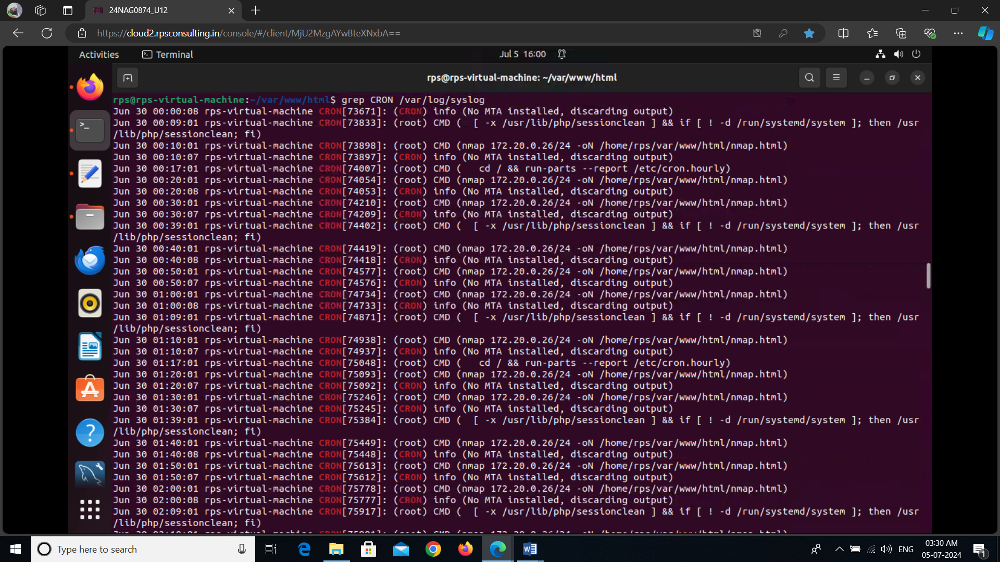 24NAG0874_U12
https://cloud2.rpsconsulting.in/console/#/client/MjU2MzgAYwBteXNxbA==
Activities Terminal Jul 5 16:00
rps@rps-virtual-machine: ~/var/www/html
rps@rps-virtual-machine:~/var/www/html$ grep CRON /var/log/syslog
Jun 30 00:00:08 rps-virtual-machine CRON[73671]: (CRON) info (No MTA installed, discarding output)
Jun 30 00:09:01 rps-virtual-machine CRON[73833]: (root) CMD (  [ -x /usr/lib/php/sessionclean ] && if [ ! -d /run/systemd/system ]; then /usr
/lib/php/sessionclean; fi)
Jun 30 00:10:01 rps-virtual-machine CRON[73898]: (root) CMD (nmap 172.20.0.26/24 -oN /home/rps/var/www/html/nmap.html)
Jun 30 00:10:07 rps-virtual-machine CRON[73897]: (CRON) info (No MTA installed, discarding output)
Jun 30 00:17:01 rps-virtual-machine CRON[74007]: (root) CMD (   cd / && run-parts --report /etc/cron.hourly)
Jun 30 00:20:01 rps-virtual-machine CRON[74054]: (root) CMD (nmap 172.20.0.26/24 -oN /home/rps/var/www/html/nmap.html)
Jun 30 00:20:08 rps-virtual-machine CRON[74053]: (CRON) info (No MTA installed, discarding output)
Jun 30 00:30:01 rps-virtual-machine CRON[74210]: (root) CMD (nmap 172.20.0.26/24 -oN /home/rps/var/www/html/nmap.html)
Jun 30 00:30:07 rps-virtual-machine CRON[74209]: (CRON) info (No MTA installed, discarding output)
Jun 30 00:39:01 rps-virtual-machine CRON[74402]: (root) CMD (  [ -x /usr/lib/php/sessionclean ] && if [ ! -d /run/systemd/system ]; then /usr
/lib/php/sessionclean; fi)
Jun 30 00:40:01 rps-virtual-machine CRON[74419]: (root) CMD (nmap 172.20.0.26/24 -oN /home/rps/var/www/html/nmap.html)
Jun 30 00:40:08 rps-virtual-machine CRON[74418]: (CRON) info (No MTA installed, discarding output)
Jun 30 00:50:01 rps-virtual-machine CRON[74577]: (root) CMD (nmap 172.20.0.26/24 -oN /home/rps/var/www/html/nmap.html)
Jun 30 00:50:07 rps-virtual-machine CRON[74576]: (CRON) info (No MTA installed, discarding output)
Jun 30 01:00:01 rps-virtual-machine CRON[74734]: (root) CMD (nmap 172.20.0.26/24 -oN /home/rps/var/www/html/nmap.html)
Jun 30 01:00:08 rps-virtual-machine CRON[74733]: (CRON) info (No MTA installed, discarding output)
Jun 30 01:09:01 rps-virtual-machine CRON[74871]: (root) CMD (  [ -x /usr/lib/php/sessionclean ] && if [ ! -d /run/systemd/system ]; then /usr
/lib/php/sessionclean; fi)
Jun 30 01:10:01 rps-virtual-machine CRON[74938]: (root) CMD (nmap 172.20.0.26/24 -oN /home/rps/var/www/html/nmap.html)
Jun 30 01:10:07 rps-virtual-machine CRON[74937]: (CRON) info (No MTA installed, discarding output)
Jun 30 01:17:01 rps-virtual-machine CRON[75048]: (root) CMD (   cd / && run-parts --report /etc/cron.hourly)
Jun 30 01:20:01 rps-virtual-machine CRON[75093]: (root) CMD (nmap 172.20.0.26/24 -oN /home/rps/var/www/html/nmap.html)
Jun 30 01:20:07 rps-virtual-machine CRON[75092]: (CRON) info (No MTA installed, discarding output)
Jun 30 01:30:01 rps-virtual-machine CRON[75246]: (root) CMD (nmap 172.20.0.26/24 -oN /home/rps/var/www/html/nmap.html)
Jun 30 01:30:07 rps-virtual-machine CRON[75245]: (CRON) info (No MTA installed, discarding output)
Jun 30 01:39:01 rps-virtual-machine CRON[75384]: (root) CMD (  [ -x /usr/lib/php/sessionclean ] && if [ ! -d /run/systemd/system ]; then /usr
/lib/php/sessionclean; fi)
Jun 30 01:40:01 rps-virtual-machine CRON[75449]: (root) CMD (nmap 172.20.0.26/24 -oN /home/rps/var/www/html/nmap.html)
Jun 30 01:40:08 rps-virtual-machine CRON[75448]: (CRON) info (No MTA installed, discarding output)
Jun 30 01:50:01 rps-virtual-machine CRON[75613]: (root) CMD (nmap 172.20.0.26/24 -oN /home/rps/var/www/html/nmap.html)
Jun 30 01:50:07 rps-virtual-machine CRON[75612]: (CRON) info (No MTA installed, discarding output)
Jun 30 02:00:01 rps-virtual-machine CRON[75778]: (root) CMD (nmap 172.20.0.26/24 -oN /home/rps/var/www/html/nmap.html)
Jun 30 02:00:08 rps-virtual-machine CRON[75777]: (CRON) info (No MTA installed, discarding output)
Jun 30 02:09:01 rps-virtual-machine CRON[75917]: (root) CMD (  [ -x /usr/lib/php/sessionclean ] && if [ ! -d /run/systemd/system ]; then /usr
/lib/php/sessionclean; fi)
Type here to search
ENG
03:30 AM
05-07-2024
1